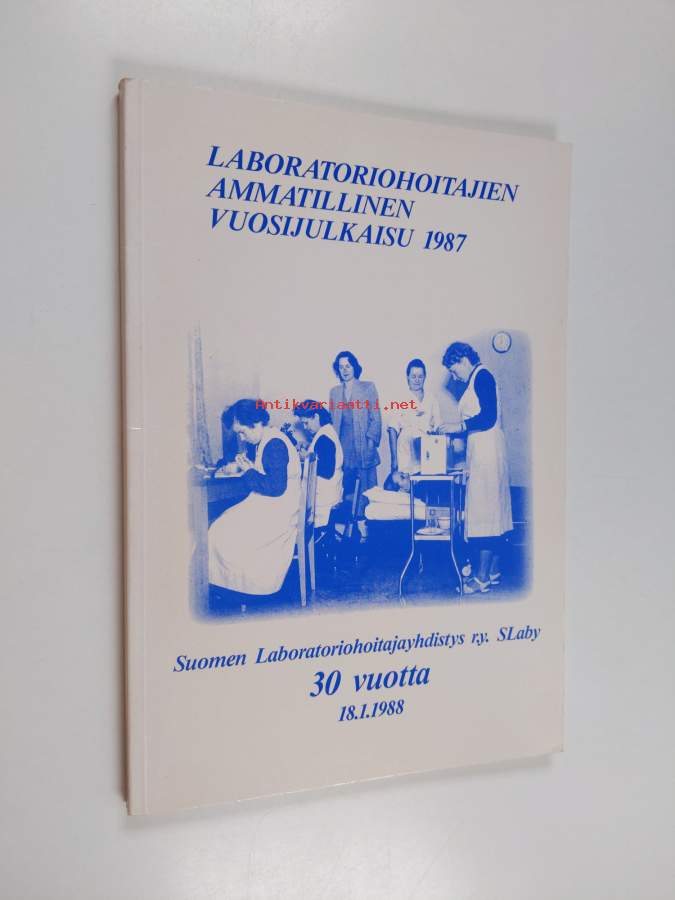 LABORATORIOHOITAJIEN
AMMATILLINEN
VUOSIJULKAISU 1987
Antikvariaatti.net
Suomen Laboratoriohoitajayhdistys r.y. SLaby
30 vuotta
18.1.1988